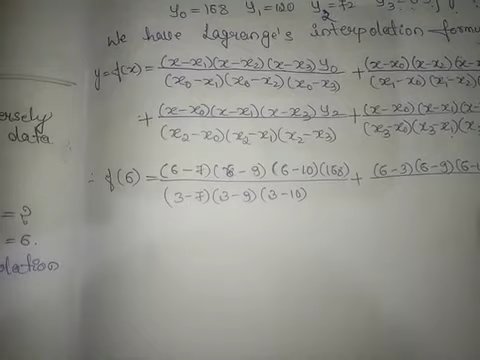 y0 = 168 y1 = 120 y2 = 72
We have Lagrange's interpolation
y = f(x) = (x-x1)(x-x2)(x-x3) y0 / (x0-x1)(x0-x2)(x0-x3) + (x-x0)(x-x2)(x- / (x1-x0)(x1-x2)
+ (x-x0)(x-x1)(x-x3) y2 / (x2-x0)(x2-x1)(x2-x3) + (x-x0)(x-x1)(x- / (x3-x0)(x3-x1)(x3
ersely
data
∴ f(6) = (6-7)(6-9)(6-10)(168) / (3-7)(3-9)(3-10) + (6-3)(6-9)(6-1
= ?
= 6.
olation